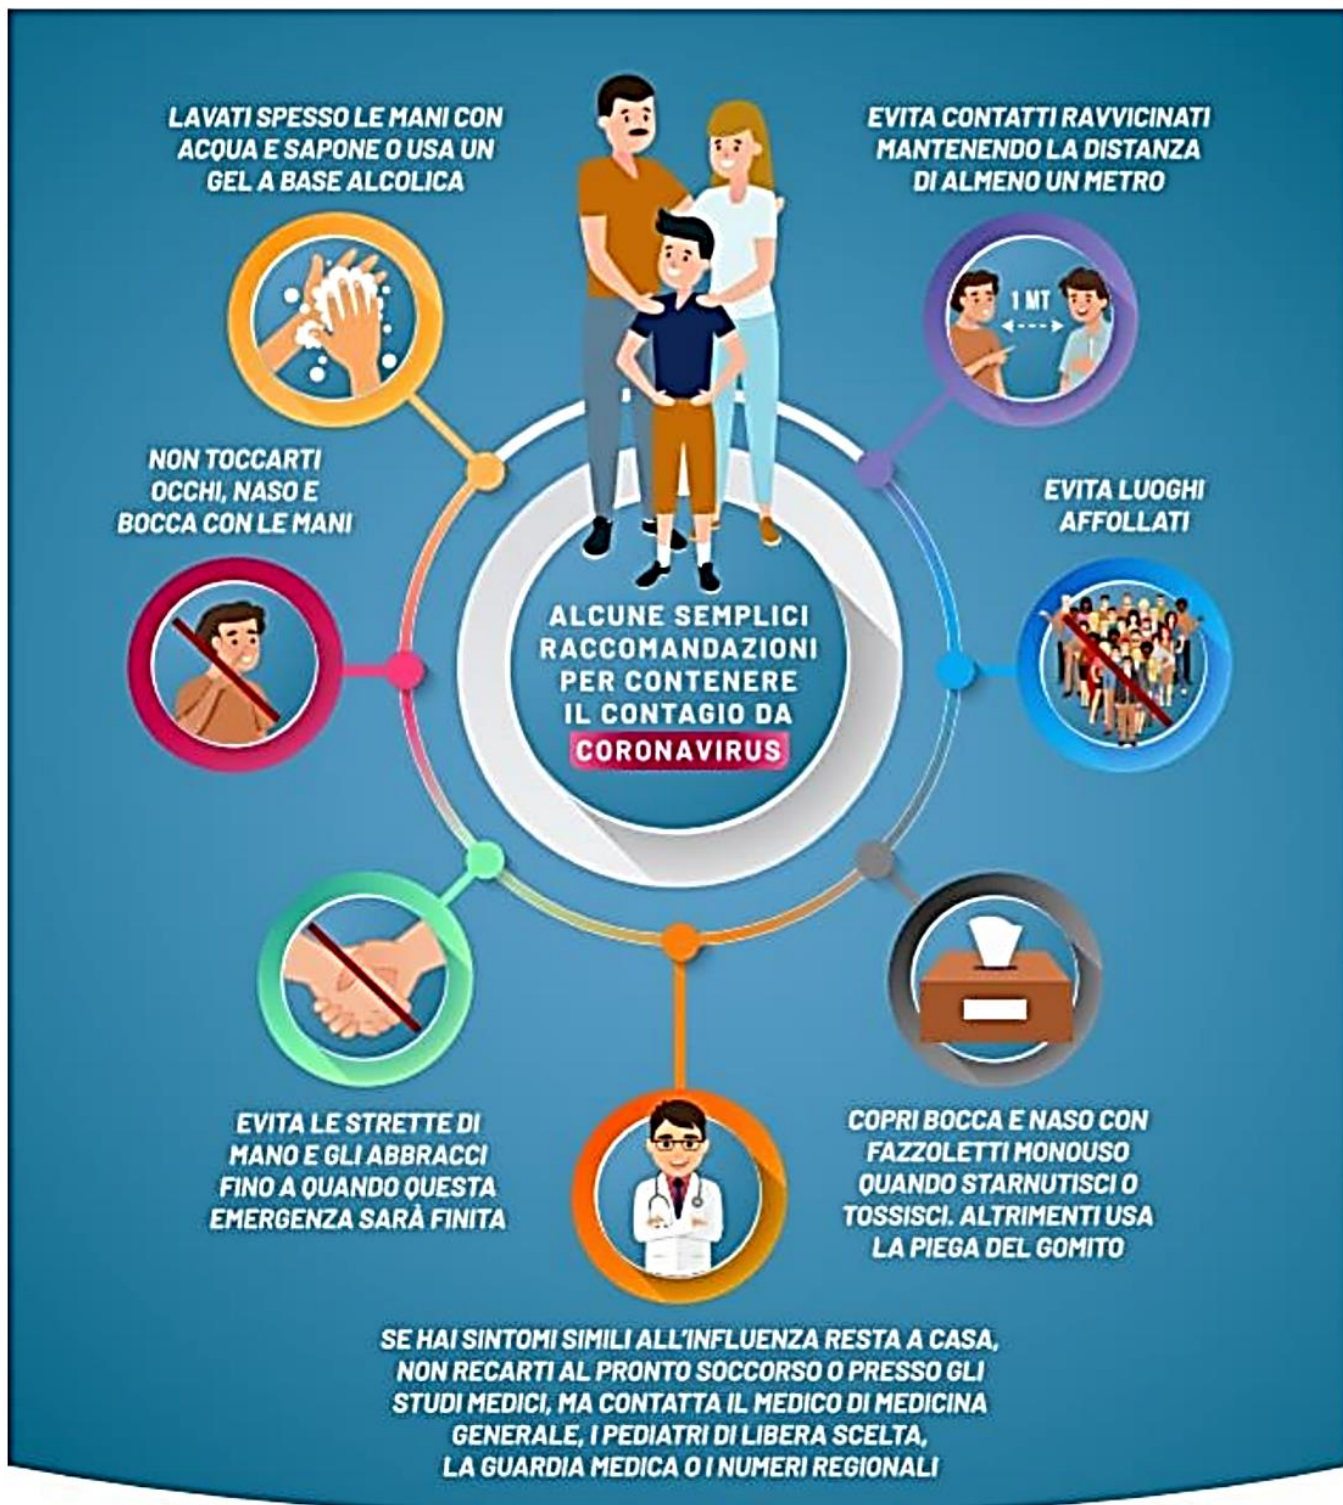 LAVATI SPESSO LE MANI CON
ACQUA E SAPONE O USA UN
GEL A BASE ALCOLICA
EVITA CONTATTI RAVVICINATI
MANTENENDO LA DISTANZA
DI ALMENO UN METRO
1 MT
NON TOCCARTI
OCCHI, NASO E
BOCCA CON LE MANI
EVITA LUOGHI
AFFOLLATI
ALCUNE SEMPLICI
RACCOMANDAZIONI
PER CONTENERE
IL CONTAGIO DA
CORONAVIRUS
EVITA LE STRETTE DI
MANO E GLI ABBRACCI
FINO A QUANDO QUESTA
EMERGENZA SARÀ FINITA
COPRI BOCCA E NASO CON
FAZZOLETTI MONOUSO
QUANDO STARNUTISCI O
TOSSISCI. ALTRIMENTI USA
LA PIEGA DEL GOMITO
SE HAI SINTOMI SIMILI ALL'INFLUENZA RESTA A CASA,
NON RECARTI AL PRONTO SOCCORSO O PRESSO GLI
STUDI MEDICI, MA CONTATTA IL MEDICO DI MEDICINA
GENERALE, I PEDIATRI DI LIBERA SCELTA,
LA GUARDIA MEDICA O I NUMERI REGIONALI